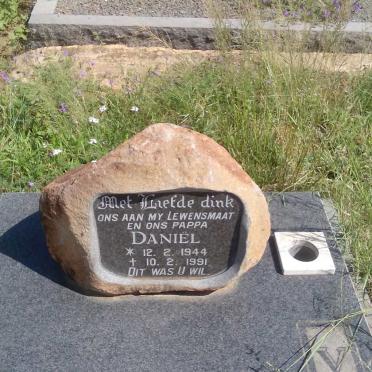 Met Liefde dink
ONS AAN MY LEWENSMAAT
EN ONS PAPPA
DANIËL
* 12. 2. 1944
† 10. 2. 1991
DIT WAS U WIL